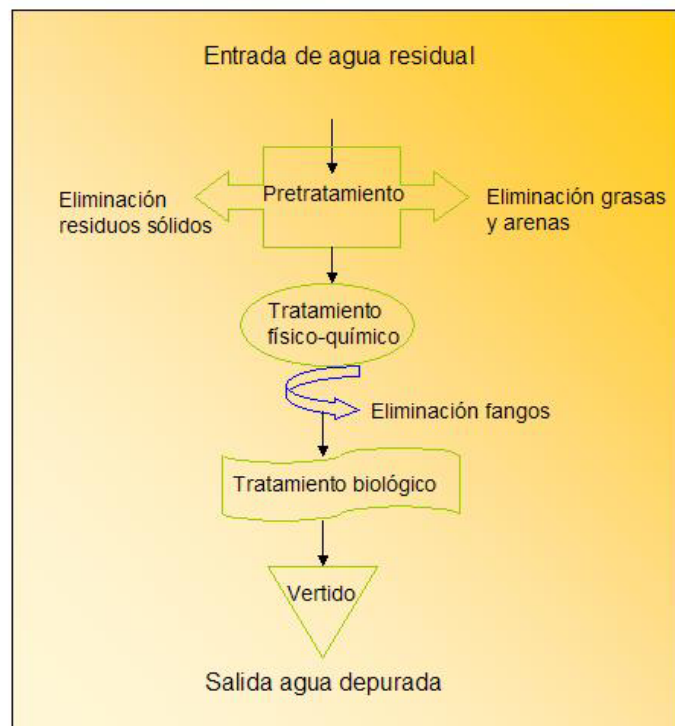 Entrada de agua residual
Pretratamiento
Eliminación
residuos sólidos
Eliminación grasas
y arenas
Tratamiento
físico-químico
Eliminación fangos
Tratamiento biológico
Vertido
Salida agua depurada